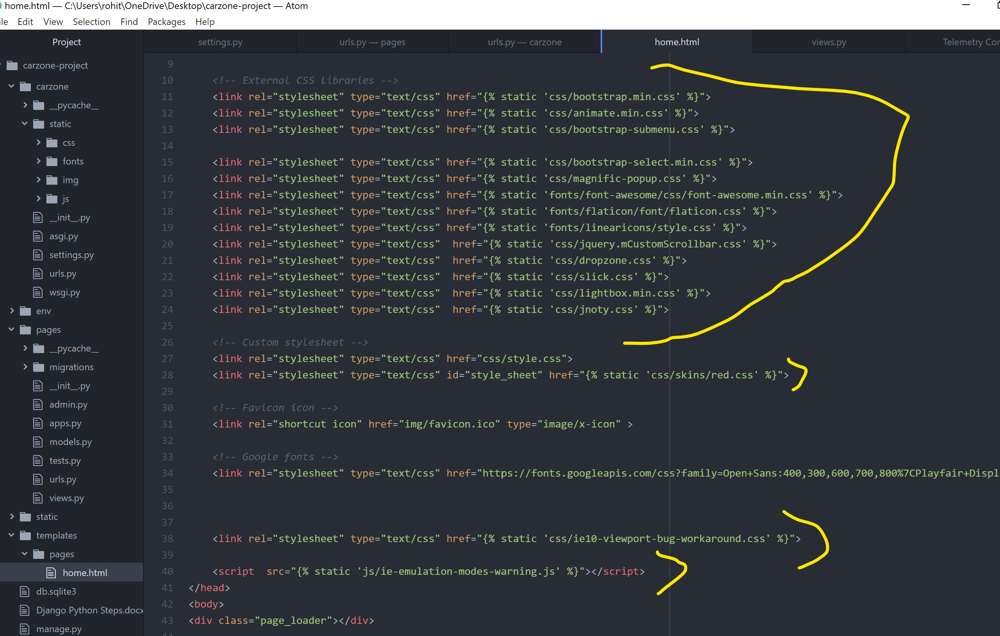 home.html — C:\Users\rohit\OneDrive\Desktop\carzone-project — Atom
ile Edit View Selection Find Packages Help
Project
settings.py
urls.py — pages
urls.py — carzone
home.html
views.py
Telemetry Con
carzone-project
carzone
__pycache__
static
css
fonts
img
js
__init__.py
asgi.py
settings.py
urls.py
wsgi.py
env
pages
__pycache__
migrations
__init__.py
admin.py
apps.py
models.py
tests.py
urls.py
views.py
static
templates
pages
home.html
db.sqlite3
Django Python Steps.docx
manage.py
9
10 <!-- External CSS libraries -->
11 <link rel="stylesheet" type="text/css" href="{% static 'css/bootstrap.min.css' %}">
12 <link rel="stylesheet" type="text/css" href="{% static 'css/animate.min.css' %}">
13 <link rel="stylesheet" type="text/css" href="{% static 'css/bootstrap-submenu.css' %}">
14
15 <link rel="stylesheet" type="text/css" href="{% static 'css/bootstrap-select.min.css' %}">
16 <link rel="stylesheet" type="text/css" href="{% static 'css/magnific-popup.css' %}">
17 <link rel="stylesheet" type="text/css" href="{% static 'fonts/font-awesome/css/font-awesome.min.css' %}">
18 <link rel="stylesheet" type="text/css" href="{% static 'fonts/flaticon/font/flaticon.css' %}">
19 <link rel="stylesheet" type="text/css" href="{% static 'fonts/linearicons/style.css' %}">
20 <link rel="stylesheet" type="text/css"  href="{% static 'css/jquery.mCustomScrollbar.css' %}">
21 <link rel="stylesheet" type="text/css"  href="{% static 'css/dropzone.css' %}">
22 <link rel="stylesheet" type="text/css"  href="{% static 'css/slick.css' %}">
23 <link rel="stylesheet" type="text/css"  href="{% static 'css/lightbox.min.css' %}">
24 <link rel="stylesheet" type="text/css"  href="{% static 'css/jnoty.css' %}">
25
26 <!-- Custom stylesheet -->
27 <link rel="stylesheet" type="text/css" href="css/style.css">
28 <link rel="stylesheet" type="text/css" id="style_sheet" href="{% static 'css/skins/red.css' %}">
29
30 <!-- Favicon icon -->
31 <link rel="shortcut icon" href="img/favicon.ico" type="image/x-icon" >
32
33 <!-- Google fonts -->
34 <link rel="stylesheet" type="text/css" href="https://fonts.googleapis.com/css?family=Open+Sans:400,300,600,700,800%7CPlayfair+Displ
35
36
37
38 <link rel="stylesheet" type="text/css" href="{% static 'css/ie10-viewport-bug-workaround.css' %}">
39
40 <script  src="{% static 'js/ie-emulation-modes-warning.js' %}"></script>
41 </head>
42 <body>
43 <div class="page_loader"></div>